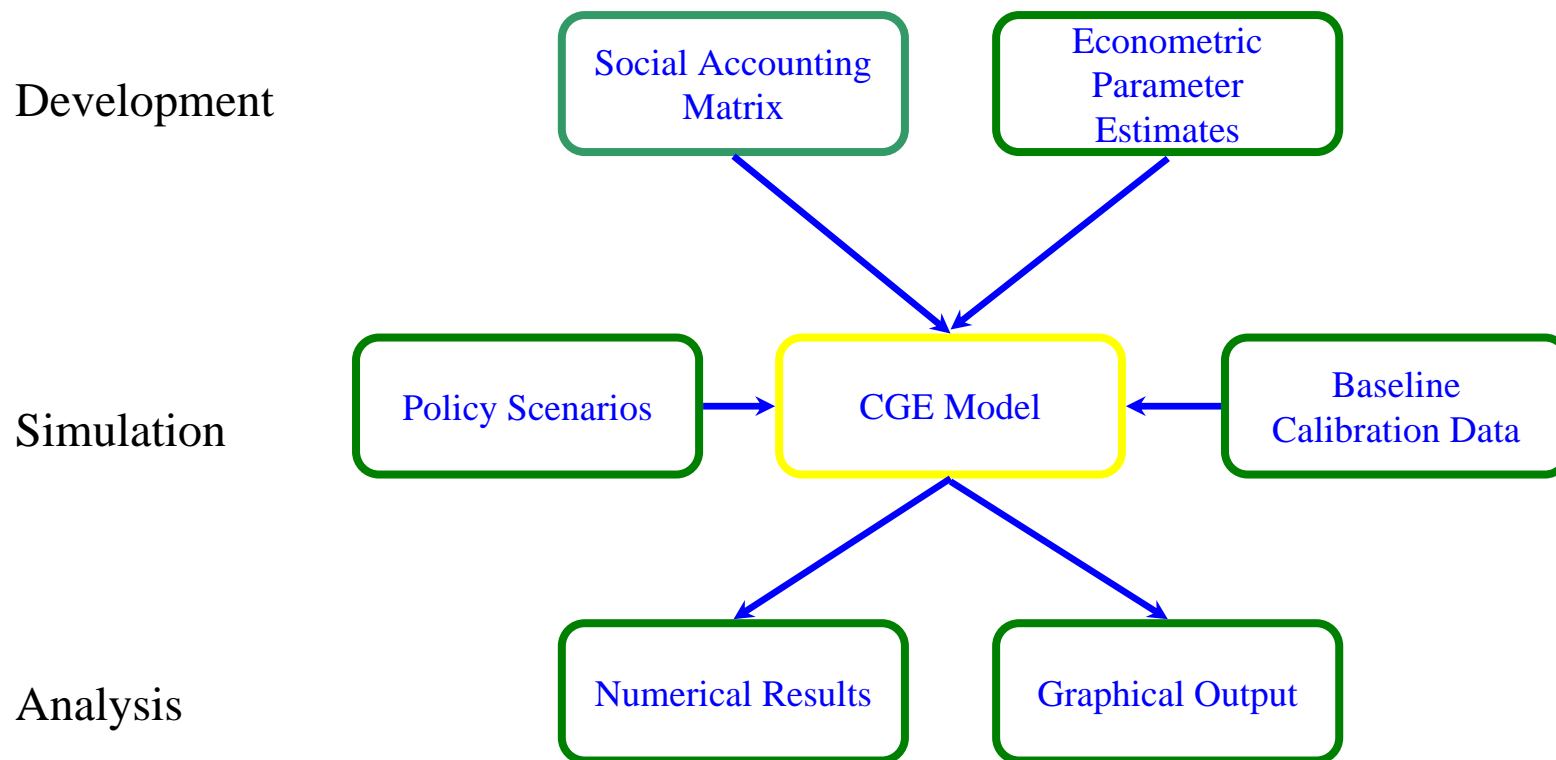 Development
Social Accounting
Matrix
Econometric
Parameter
Estimates
Simulation
Policy Scenarios
CGE Model
Baseline
Calibration Data
Analysis
Numerical Results
Graphical Output